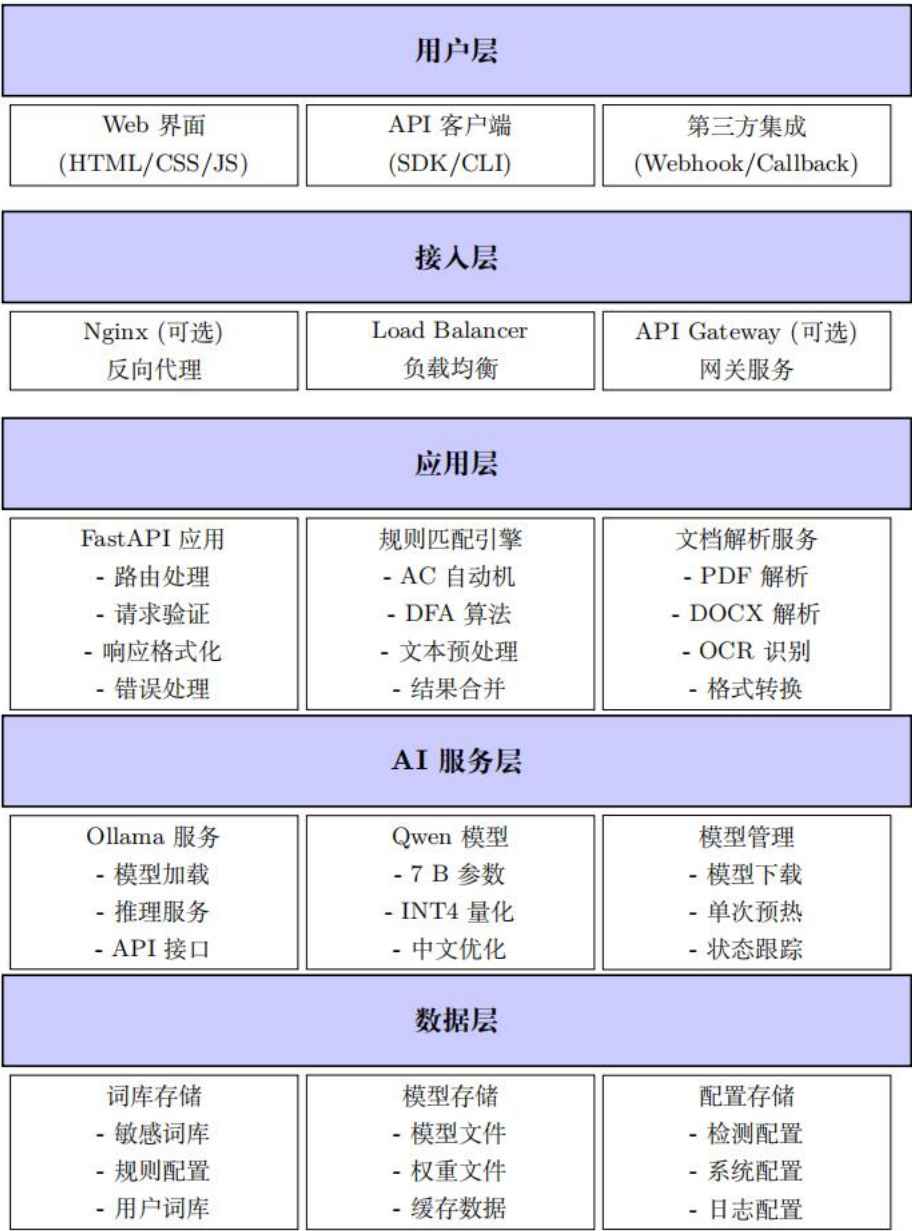 用户层
Web 界面
(HTML/CSS/JS)
API 客户端
(SDK/CLI)
第三方集成
(Webhook/Callback)
接入层
Nginx (可选)
反向代理
Load Balancer
负载均衡
API Gateway (可选)
网关服务
应用层
FastAPI 应用
- 路由处理
- 请求验证
- 响应格式化
- 错误处理
规则匹配引擎
- AC 自动机
- DFA 算法
- 文本预处理
- 结果合并
文档解析服务
- PDF 解析
- DOCX 解析
- OCR 识别
- 格式转换
AI 服务层
Ollama 服务
- 模型加载
- 推理服务
- API 接口
Qwen 模型
- 7 B 参数
- INT4 量化
- 中文优化
模型管理
- 模型下载
- 单次预热
- 状态跟踪
数据层
词库存储
- 敏感词库
- 规则配置
- 用户词库
模型存储
- 模型文件
- 权重文件
- 缓存数据
配置存储
- 检测配置
- 系统配置
- 日志配置